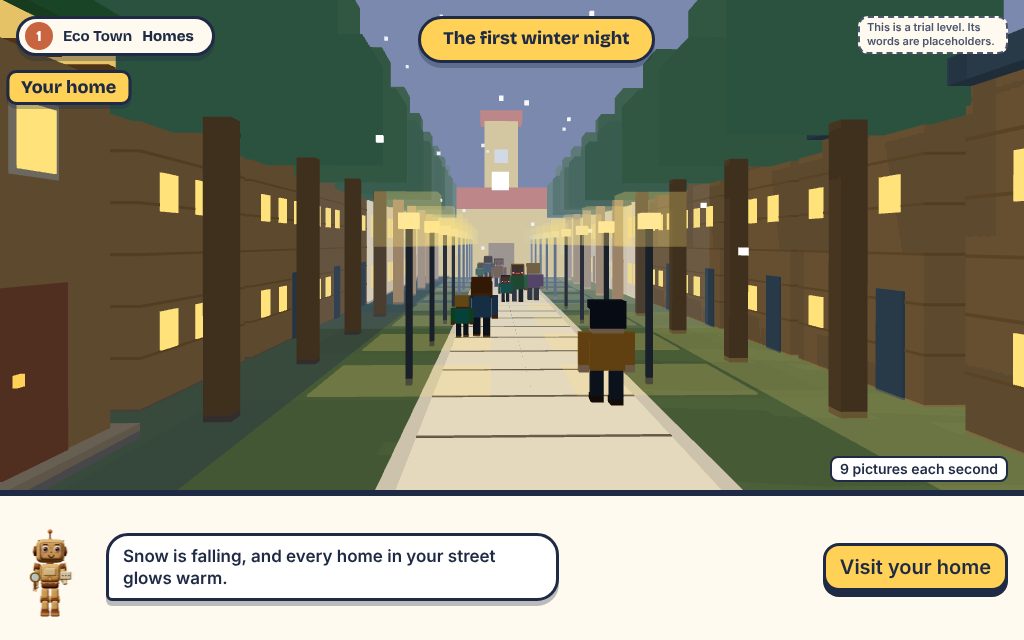 1 Eco Town Homes
The first winter night
This is a trial level. Its
words are placeholders.
Your home
9 pictures each second
Snow is falling, and every home in your street
glows warm.
Visit your home